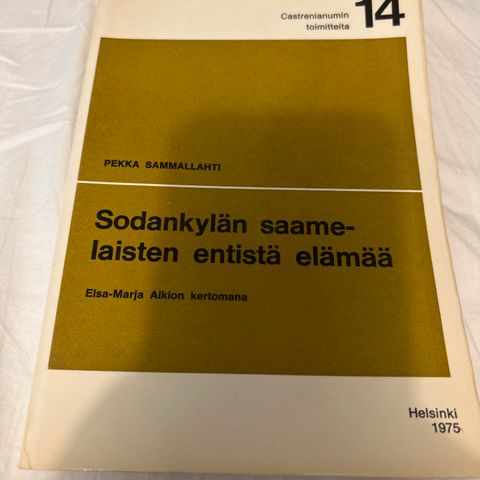 Castrenianumin 14
toimitteita
PEKKA SAMMALLAHTI
Sodankylän saame-
laisten entistä elämää
Elsa-Marja Aikion kertomana
Helsinki
1975